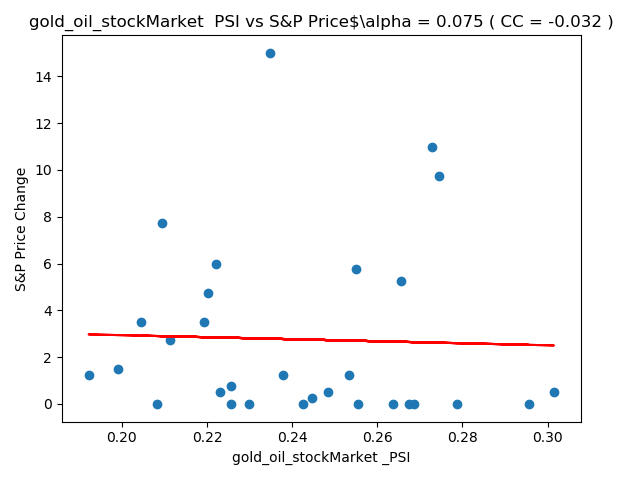 gold_oil_stockMarket  PSI vs S&P Price$\alpha = 0.075 ( CC = -0.032 )
14
12
10
8
6
4
2
0
S&P Price Change
0.20 0.22 0.24 0.26 0.28 0.30
gold_oil_stockMarket _PSI